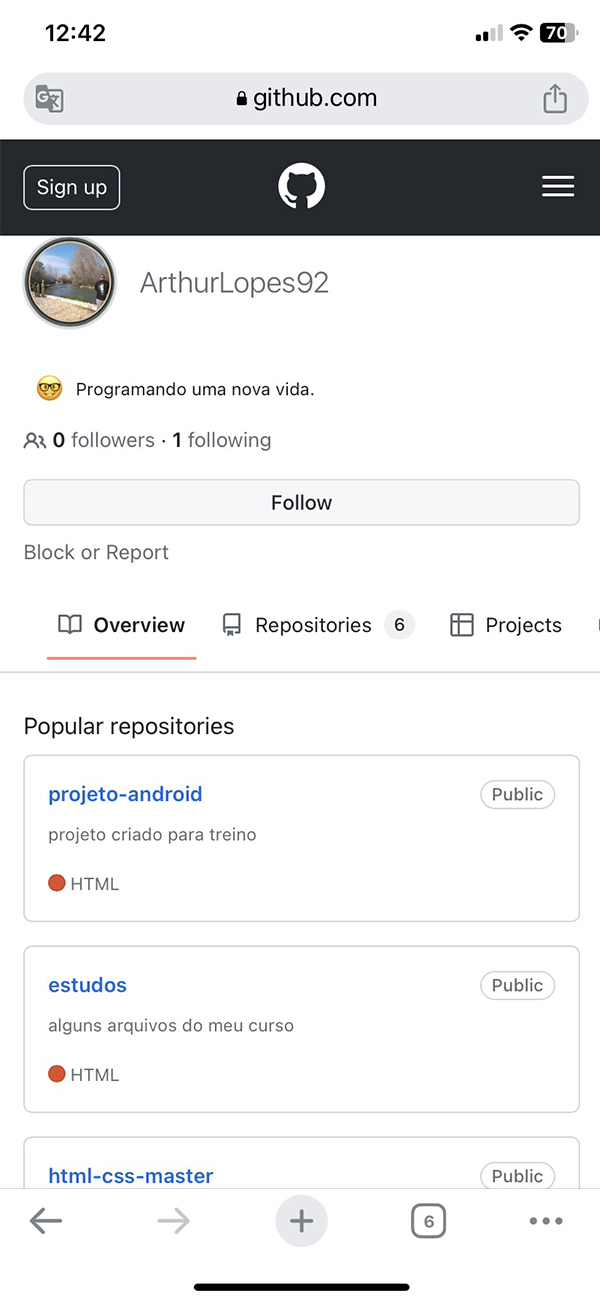 12:42
70
github.com
Sign up
ArthurLopes92
Programando uma nova vida.
0 followers · 1 following
Follow
Block or Report
Overview Repositories 6 Projects
Popular repositories
projeto-android Public
projeto criado para treino
HTML
estudos Public
alguns arquivos do meu curso
HTML
html-css-master Public
6